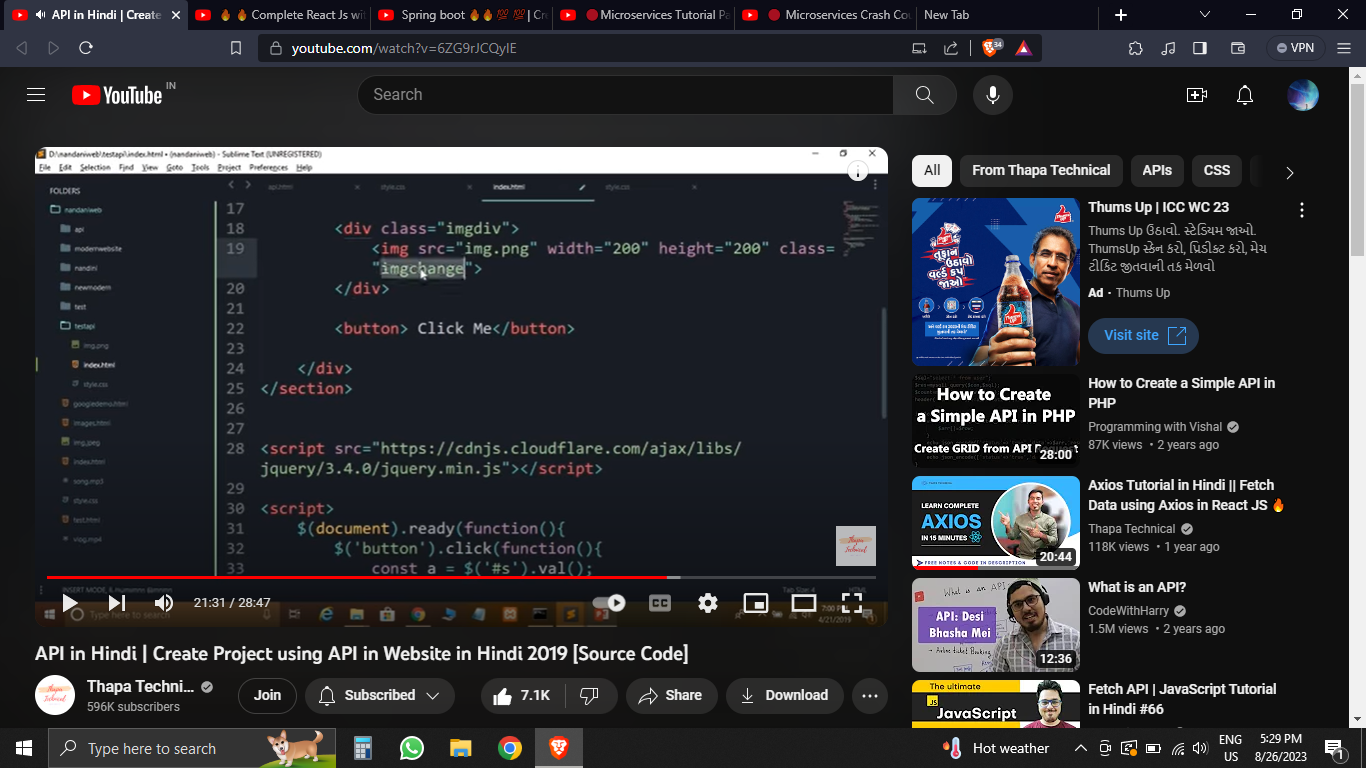 API in Hindi | Create
Complete React Js wit
Spring boot 🔥🔥💯💯| Cr
Microservices Tutorial Pa
Microservices Crash Cou
New Tab
youtube.com/watch?v=6ZG9rJCQyIE
34
VPN
YouTube IN
Search
D:\nandaniweb\testapi\index.html • (nandaniweb) - Sublime Text (UNREGISTERED)
File Edit Selection Find View Goto Tools Project Preferences Help
FOLDERS
nandaniweb
api
modernwebsite
nandini
newmodern
test
testapi
img.png
index.html
style.css
googledemo.html
images.html
img.jpeg
index.html
song.mp3
style.css
test.html
vlog.mp4
api.html
style.css
index.html
style.css
17
18 <div class="imgdiv">
19 <img src="img.png" width="200" height="200" class=
"imgchange">
20 </div>
21
22 <button> Click Me</button>
23
24 </div>
25 </section>
26
27
28 <script src="https://cdnjs.cloudflare.com/ajax/libs/
jquery/3.4.0/jquery.min.js"></script>
29
30 <script>
31 $(document).ready(function(){
32 $('button').click(function(){
33 const a = $('#s').val();
Thapa
Technical
Type here to search
7:00 P
4/21/2019
21:31 / 28:47
API in Hindi | Create Project using API in Website in Hindi 2019 [Source Code]
Thapa Techni...
596K subscribers
Join
Subscribed
7.1K
Share
Download
All
From Thapa Technical
APIs
CSS
Thums Up | ICC WC 23
Thums Up ઉઠાવો. સ્ટેડિયમ જાઓ.
ThumsUp સ્કેન કરો, પ્રિડીક્ટ કરો, મેચ
ટીકિટ જીતવાની તક મેળવો
Ad · Thums Up
Visit site
How to Create
a Simple API in PHP
Create GRID from API
28:00
How to Create a Simple API in
PHP
Programming with Vishal
87K views • 2 years ago
LEARN COMPLETE
AXIOS
IN 15 MINUTES
FREE NOTES & CODE IN DESCRIPTION
20:44
Axios Tutorial in Hindi || Fetch
Data using Axios in React JS 🔥
Thapa Technical
118K views • 1 year ago
What is an API
API: Desi
Bhasha Mei
Airline ticket Booking
12:36
What is an API?
CodeWithHarry
1.5M views • 2 years ago
The ultimate
JS
JavaScript
Fetch API | JavaScript Tutorial
in Hindi #66
Type here to search
Hot weather
ENG
US
5:29 PM
8/26/2023
1